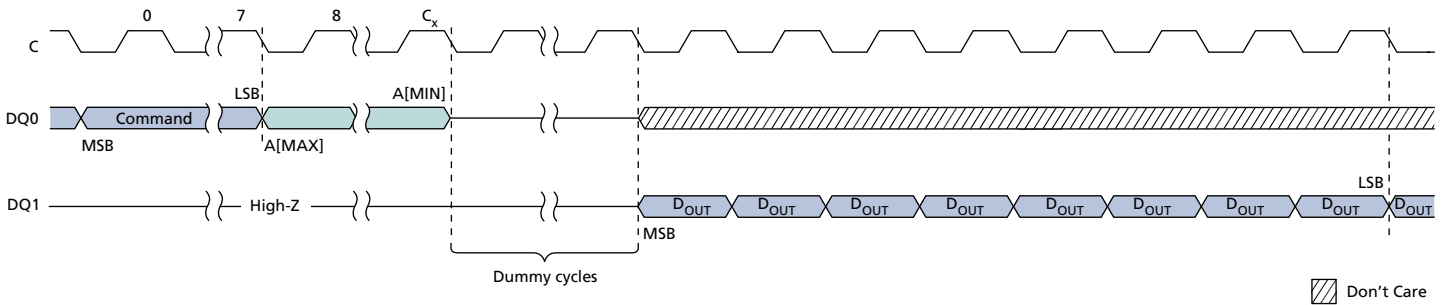 0 7 8 Cx
C
LSB A[MIN]
DQ0 Command
MSB A[MAX]
LSB
DQ1 High-Z DOUT DOUT DOUT DOUT DOUT DOUT DOUT DOUT DOUT
MSB
Dummy cycles
Don't Care